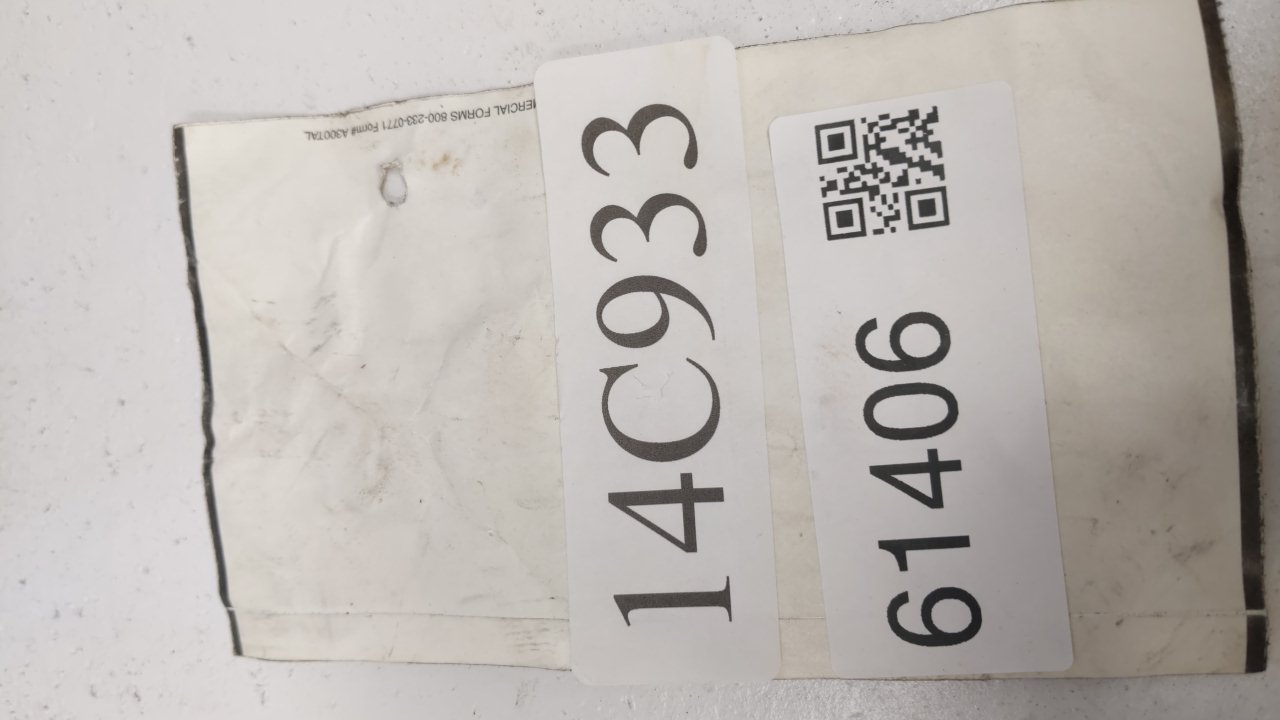 MERCIAL FORMS 800-233-0771 Form# A300TAL
14C933
61406